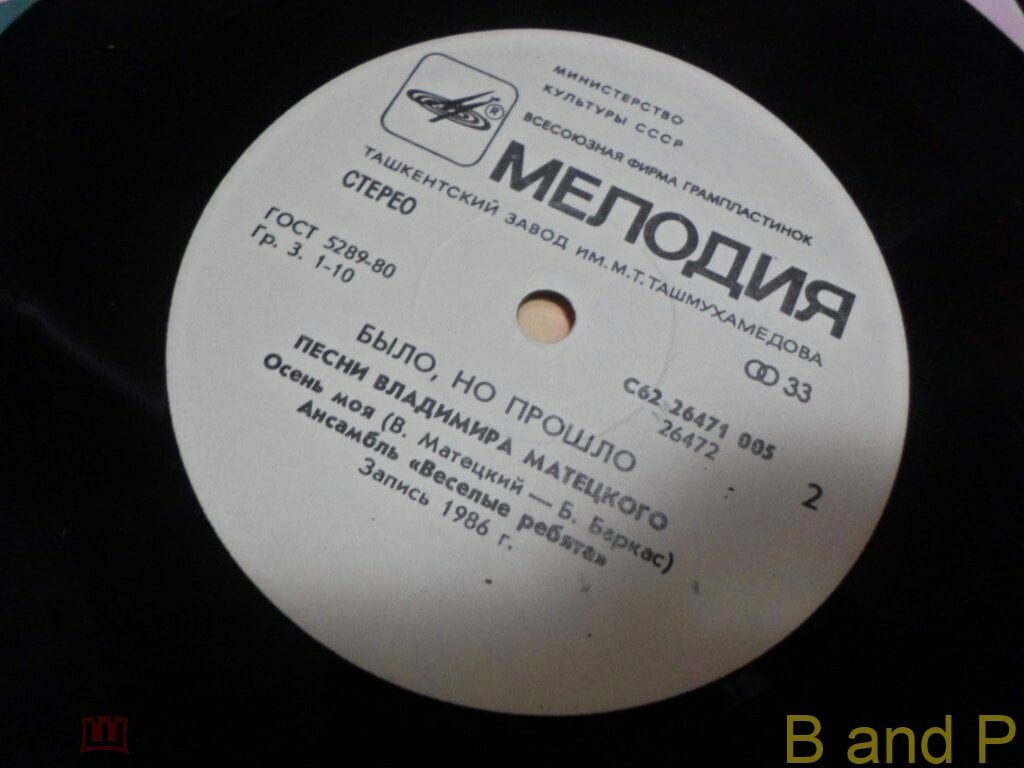 МИНИСТЕРСТВО
КУЛЬТУРЫ СССР
ВСЕСОЮЗНАЯ ФИРМА ГРАМПЛАСТИНОК
МЕЛОДИЯ
ТАШКЕНТСКИЙ ЗАВОД ИМ. М.Т. ТАШМУХАМЕДОВА
®
СТЕРЕО
ГОСТ 5289-80
Гр. 3. 1-10
33
С62 26471 005
26472
2
БЫЛО, НО ПРОШЛО
ПЕСНИ ВЛАДИМИРА МАТЕЦКОГО
Осень моя (В. Матецкий — Б. Баркас)
Ансамбль «Веселые ребята»
Запись 1986 г.
B and P